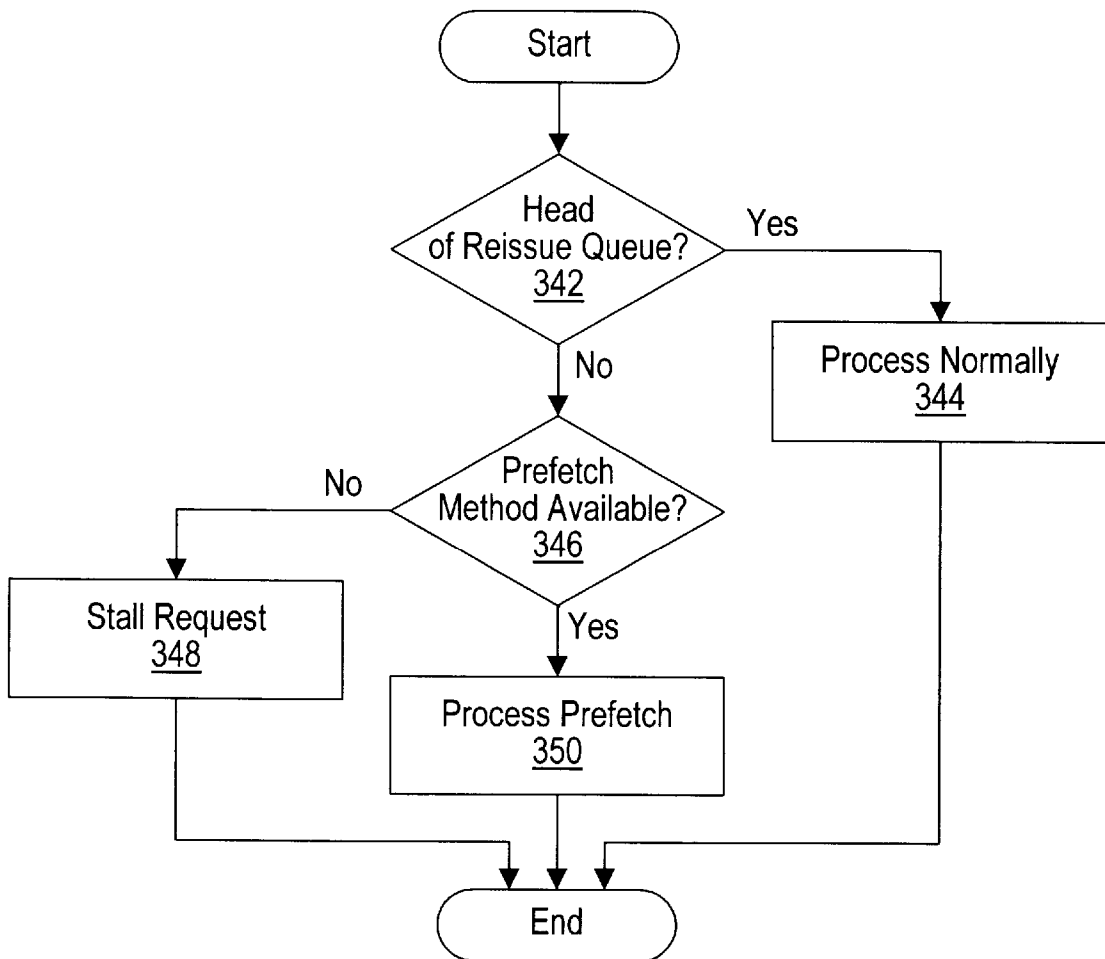 Start
Head
of Reissue Queue?
342
Yes
No
Process Normally
344
Prefetch
Method Available?
346
No
Yes
Stall Request
348
Process Prefetch
350
End